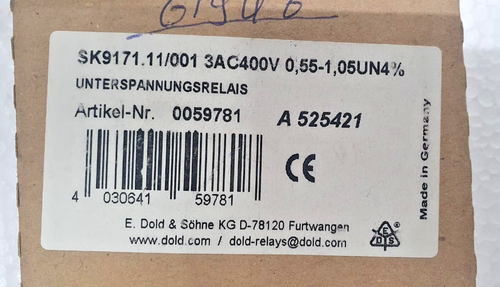 SK9171.11/001 3AC400V 0,55-1,05UN4%
UNTERSPANNUNGSRELAIS
Artikel-Nr. 0059781 A 525421
4 030641 59781
CE
E. Dold & Söhne KG D-78120 Furtwangen
www.dold.com / dold-relays@dold.com
Made in Germany
E D S